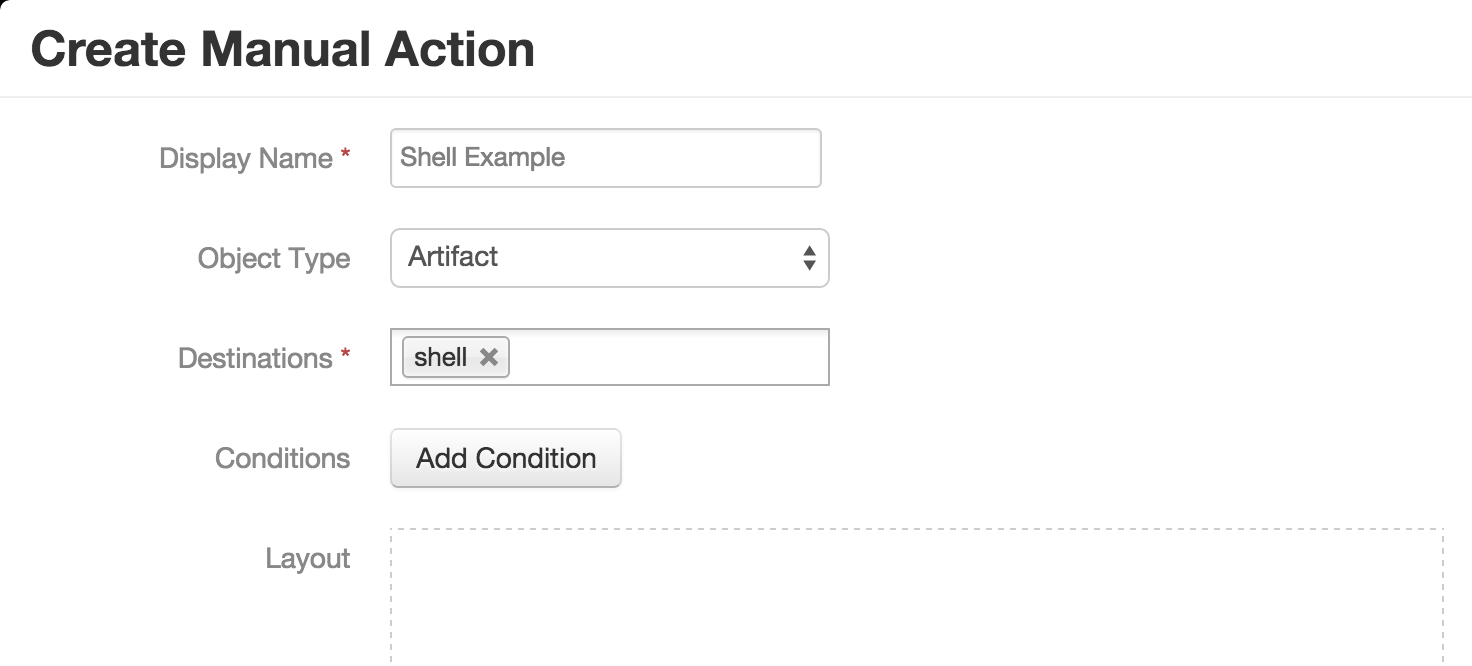 Create Manual Action
Display Name * Shell Example
Object Type Artifact
Destinations * shell
Conditions Add Condition
Layout